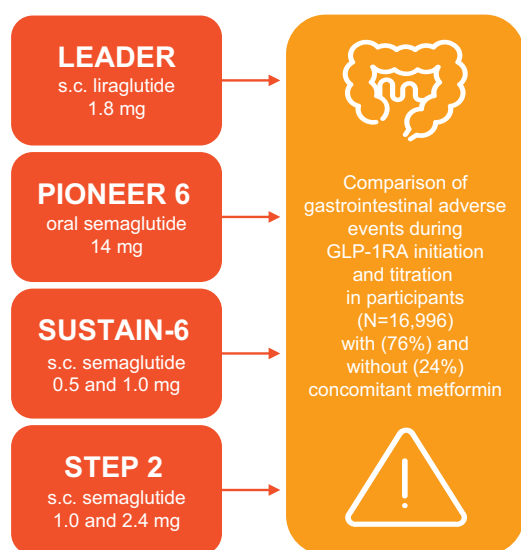 LEADER
s.c. liraglutide
1.8 mg
PIONEER 6
oral semaglutide
14 mg
SUSTAIN-6
s.c. semaglutide
0.5 and 1.0 mg
STEP 2
s.c. semaglutide
1.0 and 2.4 mg
Comparison of
gastrointestinal adverse
events during
GLP-1RA initiation
and titration
in participants
(N=16,996)
with (76%) and
without (24%)
concomitant metformin